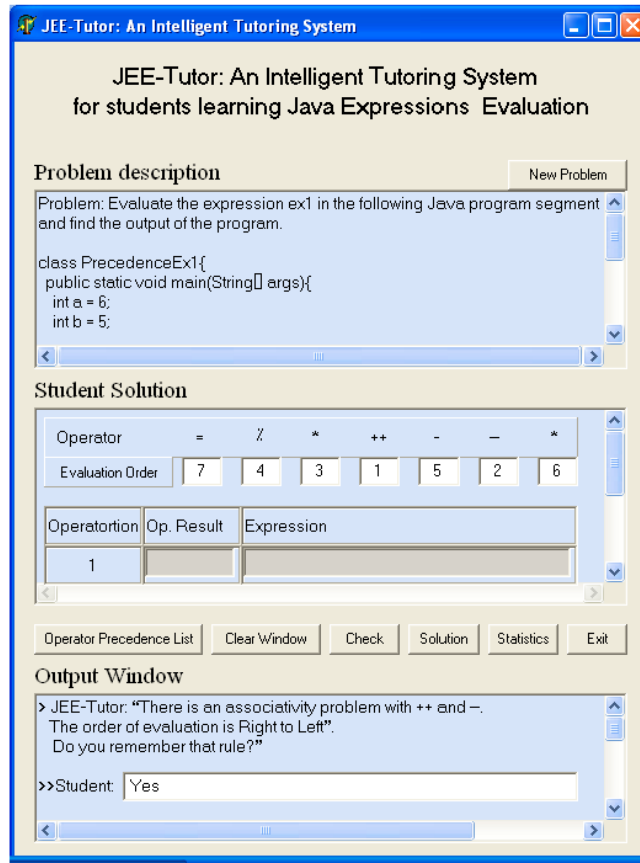 JEE-Tutor: An Intelligent Tutoring System
JEE-Tutor: An Intelligent Tutoring System
for students learning Java Expressions Evaluation
Problem description
New Problem
Problem: Evaluate the expression ex1 in the following Java program segment
and find the output of the program.
class PrecedenceEx1{
public static void main(String[] args){
int a = 6;
int b = 5;
Student Solution
Operator = % * ++ - -- *
Evaluation Order 7 4 3 1 5 2 6
Operatortion Op. Result Expression
1
Operator Precedence List Clear Window Check Solution Statistics Exit
Output Window
> JEE-Tutor: “There is an associativity problem with ++ and --.
The order of evaluation is Right to Left”.
Do you remember that rule?”
>>Student: Yes